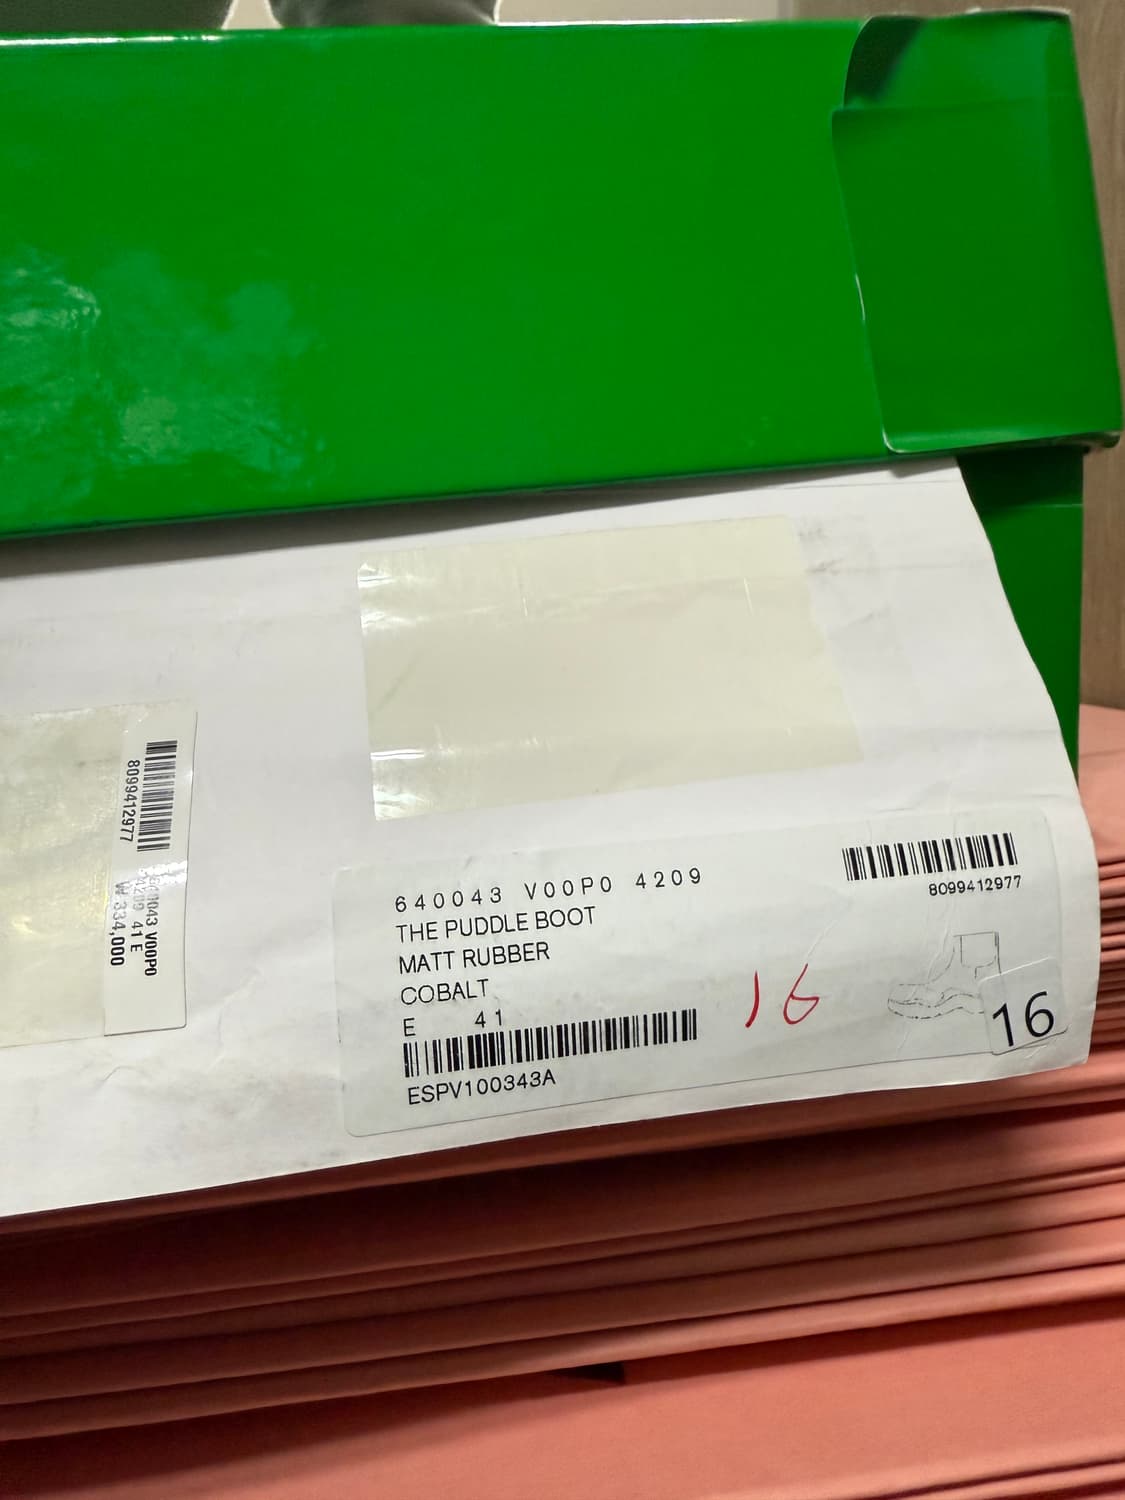 8099412977
640043 V00P0
4209 41 E
₩ 334,000
640043 V00P0 4209
THE PUDDLE BOOT
MATT RUBBER
COBALT
E 41
ESPV100343A
8099412977
16
16